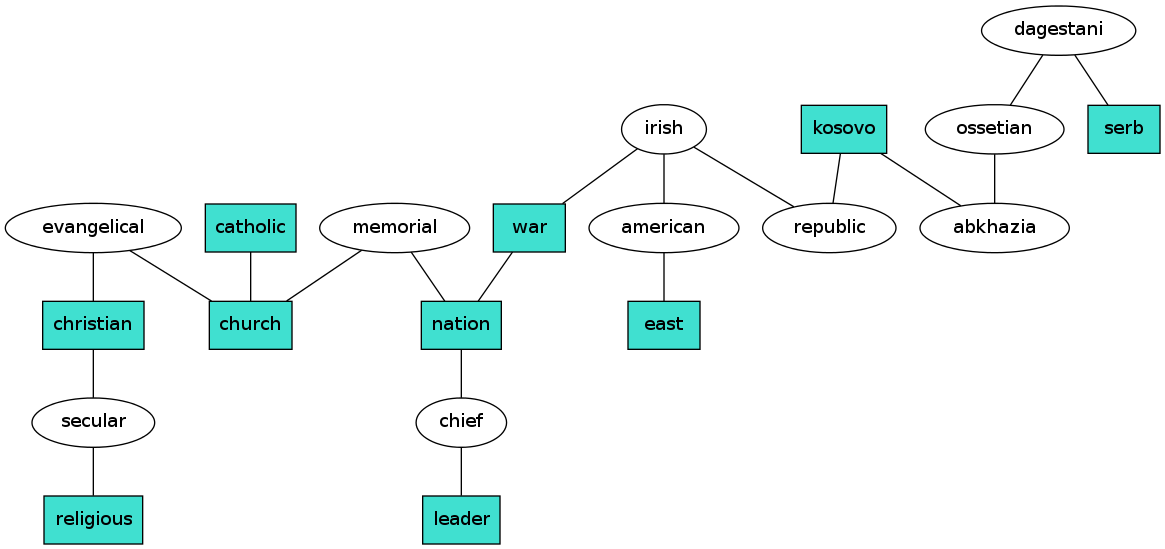 dagestani
irish
kosovo
ossetian
serb
evangelical
catholic
memorial
war
american
republic
abkhazia
christian
church
nation
east
secular
chief
religious
leader